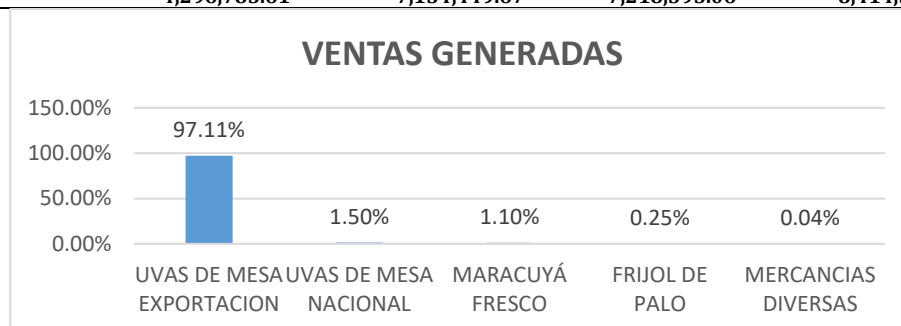 VENTAS GENERADAS
150.00%
97.11%
100.00%
50.00%
1.50% 1.10% 0.25% 0.04%
0.00%
UVAS DE MESA UVAS DE MESA MARACUYÁ FRIJOL DE MERCANCIAS
EXPORTACION NACIONAL FRESCO PALO DIVERSAS